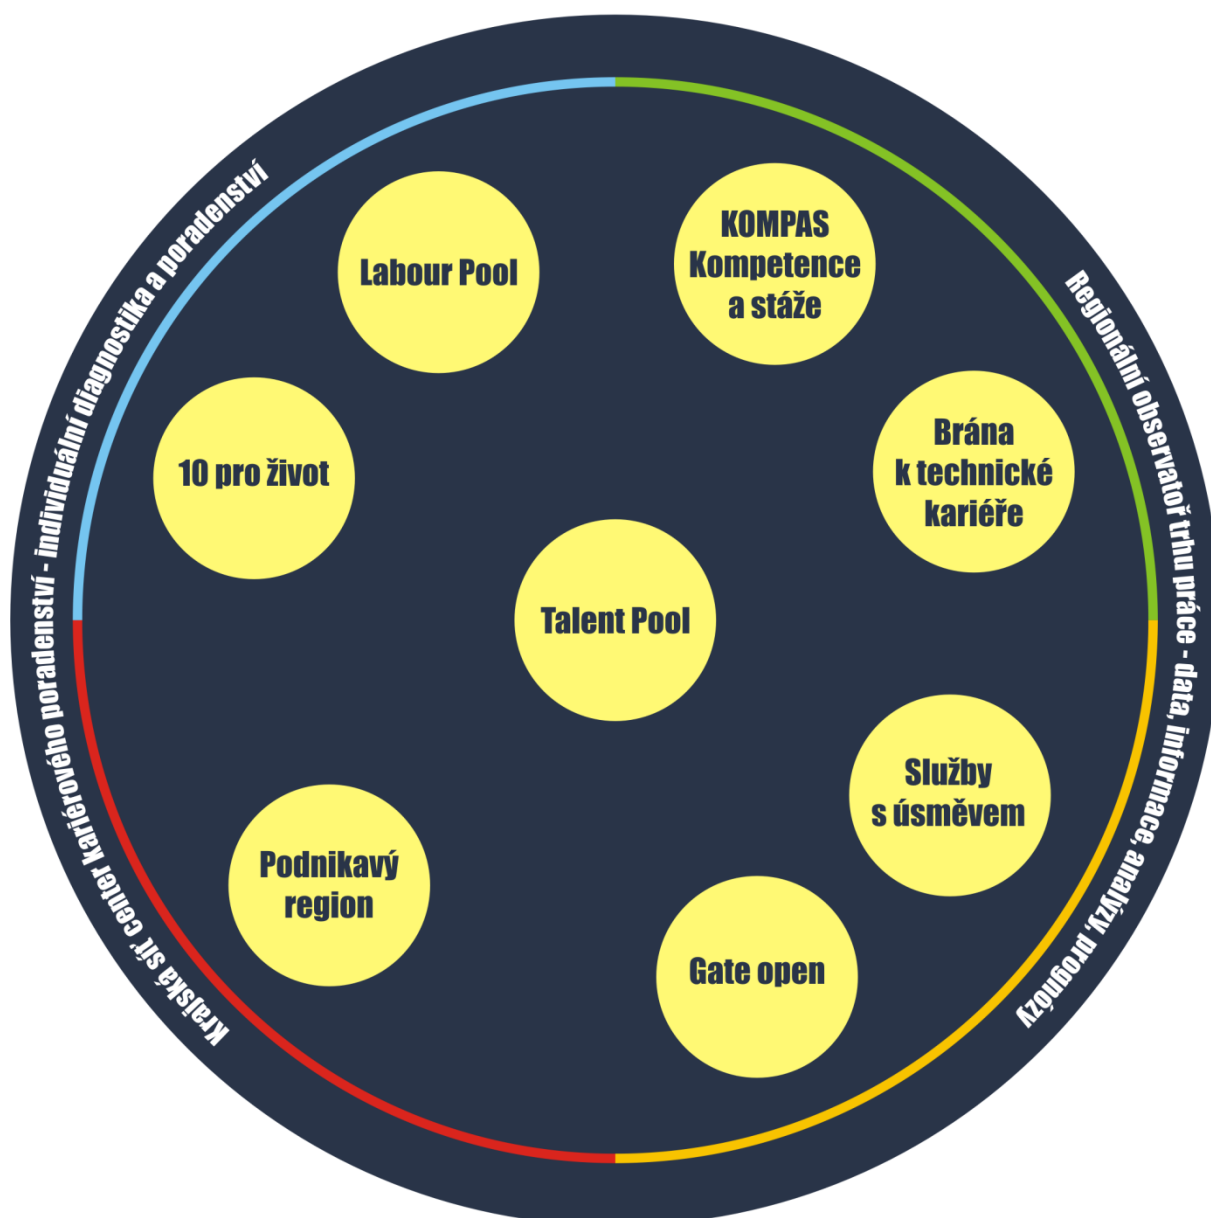 Krajská síť center kariérového poradenství - individuální diagnostika a poradenství
Regionální observatoř trhu práce - data, informace, analýzy, prognózy
Labour Pool
KOMPAS
Kompetence
a stáže
10 pro život
Brána
k technické
kariéře
Talent Pool
Služby
s úsměvem
Podnikavý
region
Gate open